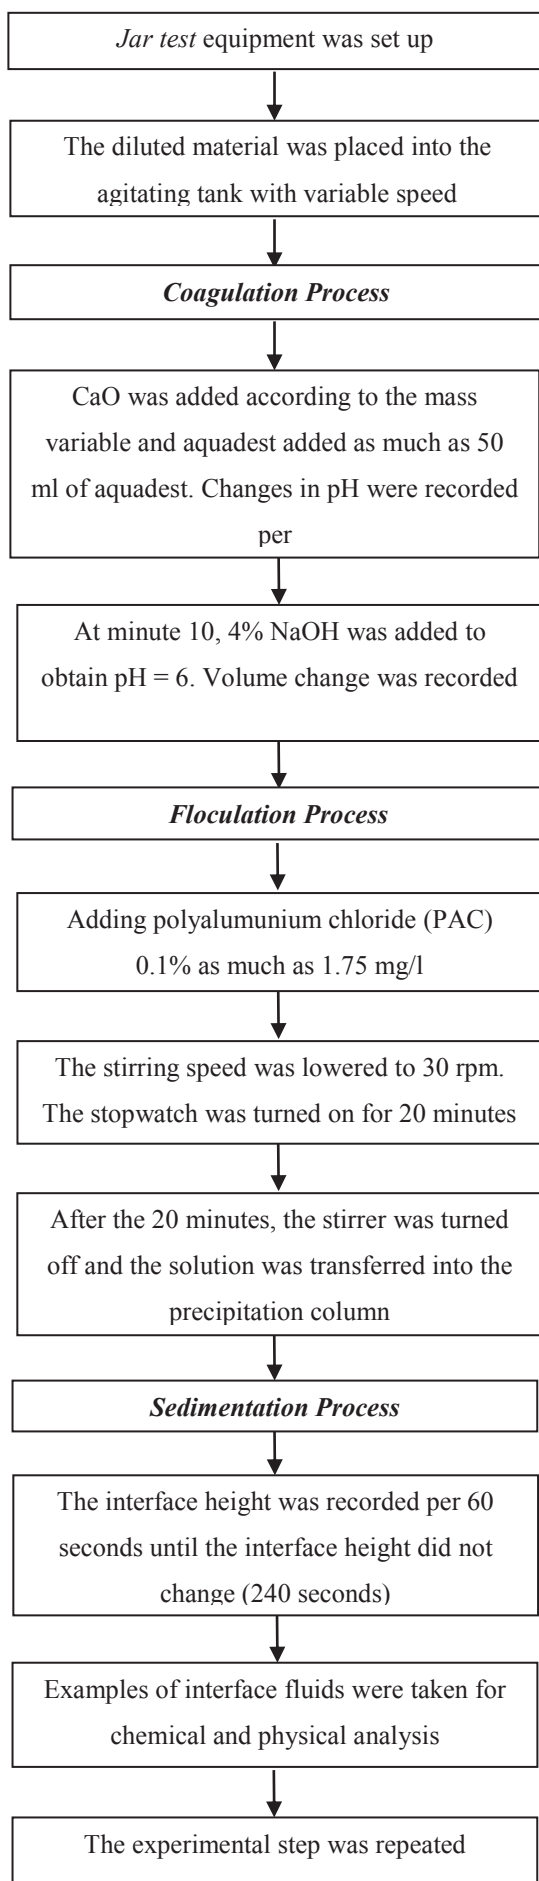 Jar test equipment was set up
The diluted material was placed into the
agitating tank with variable speed
Coagulation Process
CaO was added according to the mass
variable and aquadest added as much as 50
ml of aquadest. Changes in pH were recorded
per
At minute 10, 4% NaOH was added to
obtain pH = 6. Volume change was recorded
Floculation Process
Adding polyalumunium chloride (PAC)
0.1% as much as 1.75 mg/l
The stirring speed was lowered to 30 rpm.
The stopwatch was turned on for 20 minutes
After the 20 minutes, the stirrer was turned
off and the solution was transferred into the
precipitation column
Sedimentation Process
The interface height was recorded per 60
seconds until the interface height did not
change (240 seconds)
Examples of interface fluids were taken for
chemical and physical analysis
The experimental step was repeated